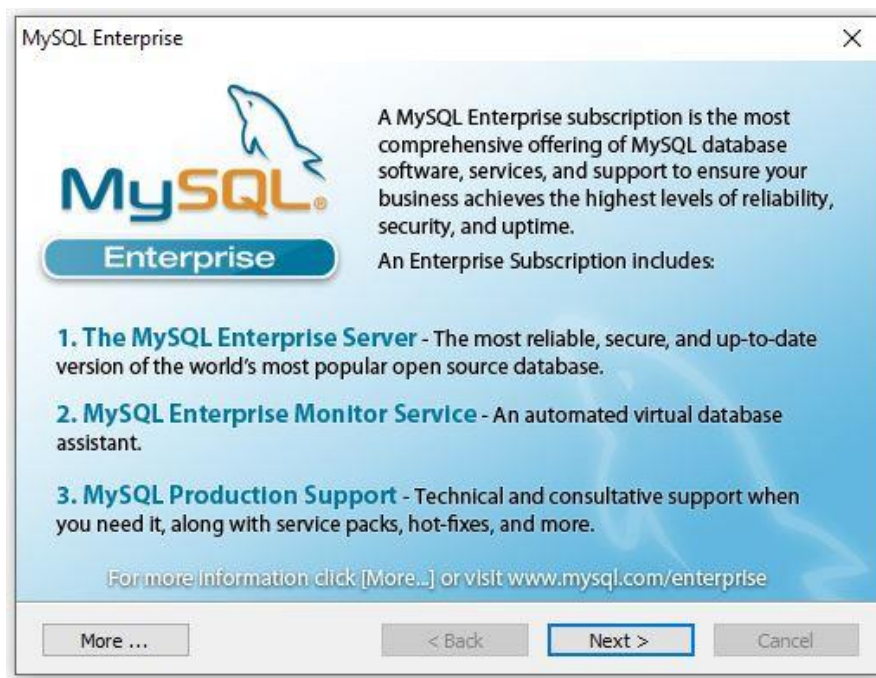 MySQL Enterprise
MySQL®
Enterprise
A MySQL Enterprise subscription is the most
comprehensive offering of MySQL database
software, services, and support to ensure your
business achieves the highest levels of reliability,
security, and uptime.
An Enterprise Subscription includes:
1. The MySQL Enterprise Server - The most reliable, secure, and up-to-date
version of the world's most popular open source database.
2. MySQL Enterprise Monitor Service - An automated virtual database
assistant.
3. MySQL Production Support - Technical and consultative support when
you need it, along with service packs, hot-fixes, and more.
For more information click [More...] or visit www.mysql.com/enterprise
More ...
< Back
Next >
Cancel